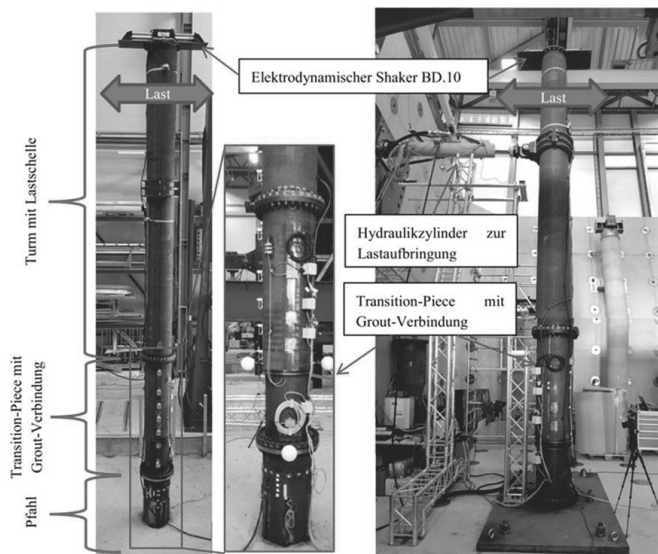 Elektrodynamischer Shaker BD.10
Last
Last
Turm mit Lastschelle
Hydraulikzylinder zur
Lastaufbringung
Transition-Piece mit
Grout-Verbindung
Transition-Piece mit
Grout-Verbindung
Pfahl